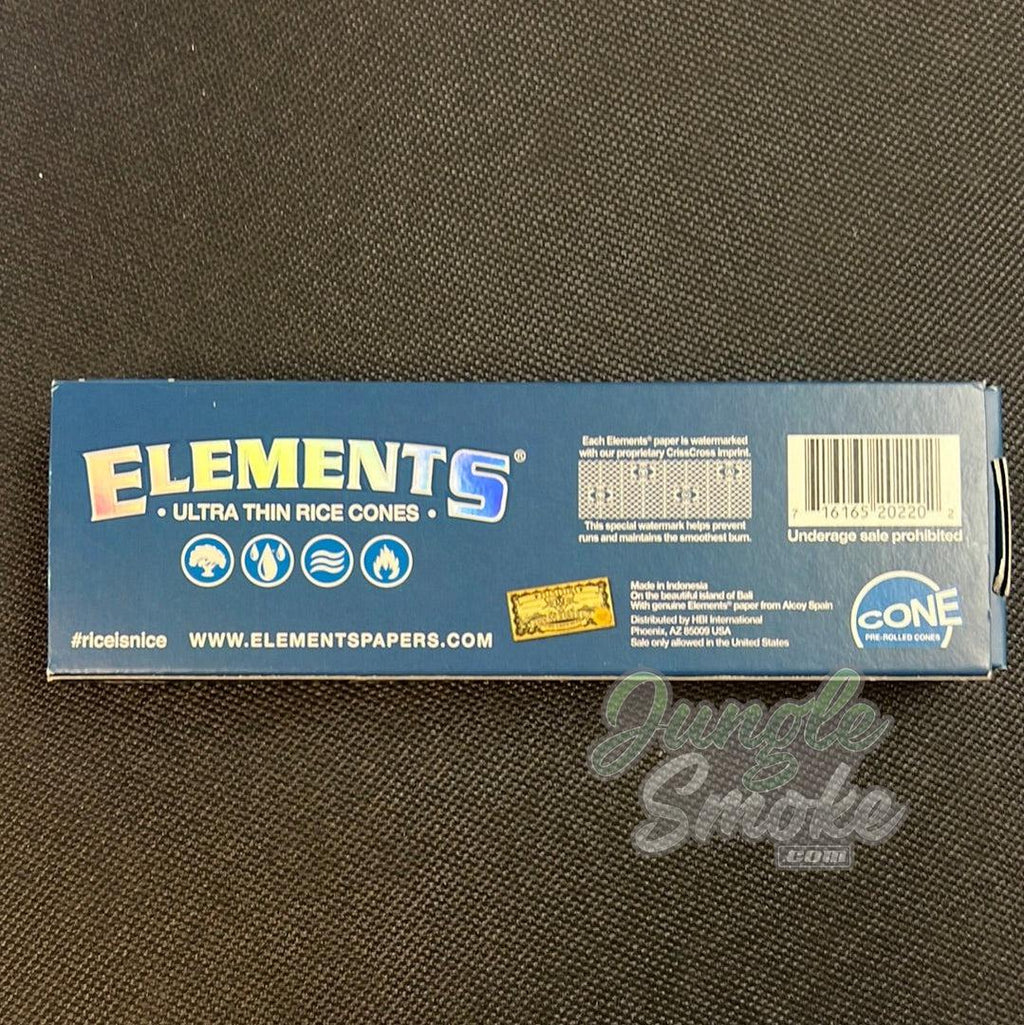 ELEMENTS®
• ULTRA THIN RICE CONES •
#riceisnice WWW.ELEMENTSPAPERS.COM
Each Elements® paper is watermarked
with our proprietary CrissCross imprint.
This special watermark helps prevent
runs and maintains the smoothest burn.
Made in Indonesia
On the beautiful Island of Bali
With genuine Elements® paper from Alcoy Spain
Distributed by HBI International
Phoenix, AZ 85009 USA
Sale only allowed in the United States
7 16165 20220 2
Underage sale prohibited
CONE
PRE-ROLLED CONES
Jungle
Smoke
.com